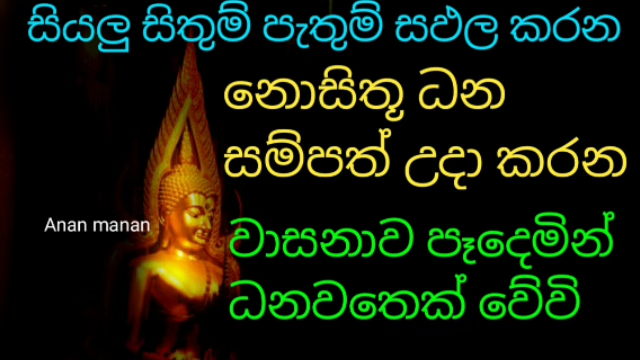 සියලු සිතුම් පැතුම් සඵල කරන
නොසිතූ ධන
සම්පත් උදා කරන
Anan manan
වාසනාව පෑදෙමින්
ධනවතෙක් වේවි